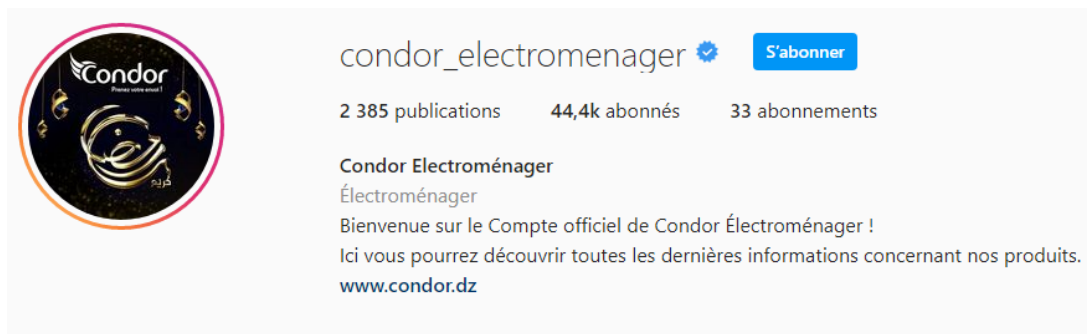 Condor
Prenez votre envol !
رمضان
كريم
condor_electromenager
S'abonner
2 385 publications
44,4k abonnés
33 abonnements
Condor Electroménager
Électroménager
Bienvenue sur le Compte officiel de Condor Électroménager !
Ici vous pourrez découvrir toutes les dernières informations concernant nos produits.
www.condor.dz